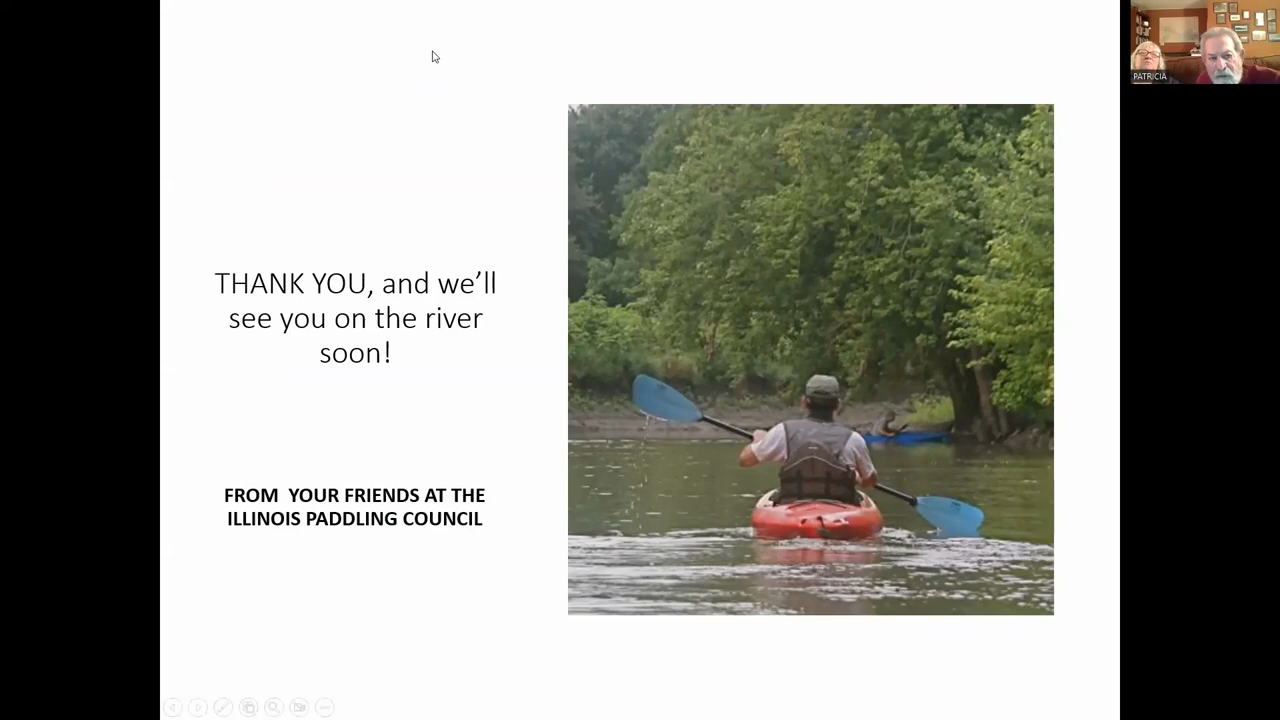 THANK YOU, and we’ll
see you on the river
soon!
FROM  YOUR FRIENDS AT THE
ILLINOIS PADDLING COUNCIL
PATRICIA